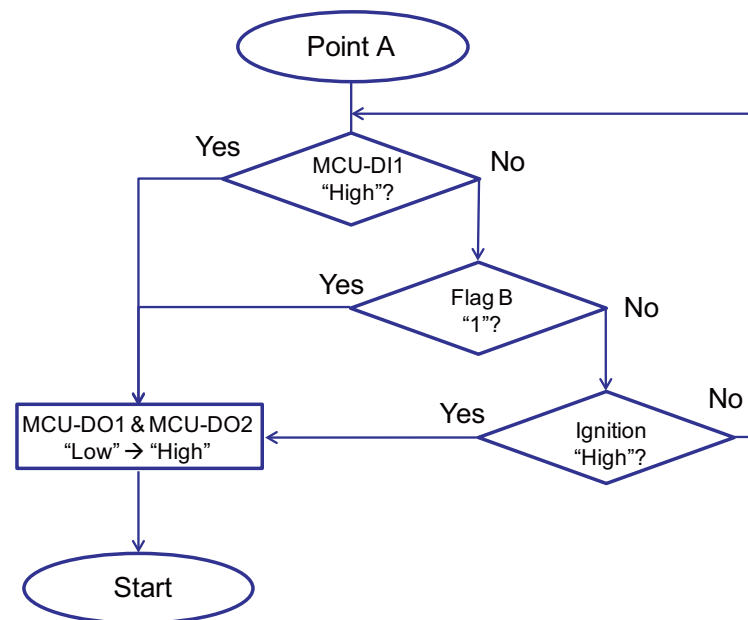 Point A
Yes
MCU-DI1
“High”?
No
Yes
Flag B
“1”?
No
MCU-DO1 & MCU-DO2
“Low” → “High”
Yes
Ignition
“High”?
No
Start